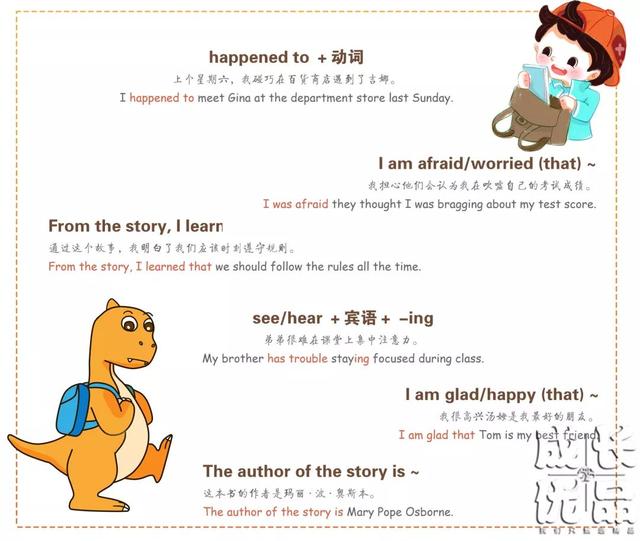 happened to + 动词
上个星期六，我碰巧在百货商店遇到了吉娜。
I happened to meet Gina at the department store last Sunday.
I am afraid/worried (that) ~
我担心他们会认为我在吹嘘自己的考试成绩。
I was afraid they thought I was bragging about my test score.
From the story, I learn
通过这个故事，我明白了我们应该时刻遵守规则。
From the story, I learned that we should follow the rules all the time.
see/hear + 宾语 + -ing
弟弟很难在课堂上集中注意力。
My brother has trouble staying focused during class.
I am glad/happy (that) ~
我很高兴汤姆是我最好的朋友。
I am glad that Tom is my best friend.
The author of the story is ~
这本书的作者是玛丽·波·奥斯本。
The author of the story is Mary Pope Osborne.
成长
优品